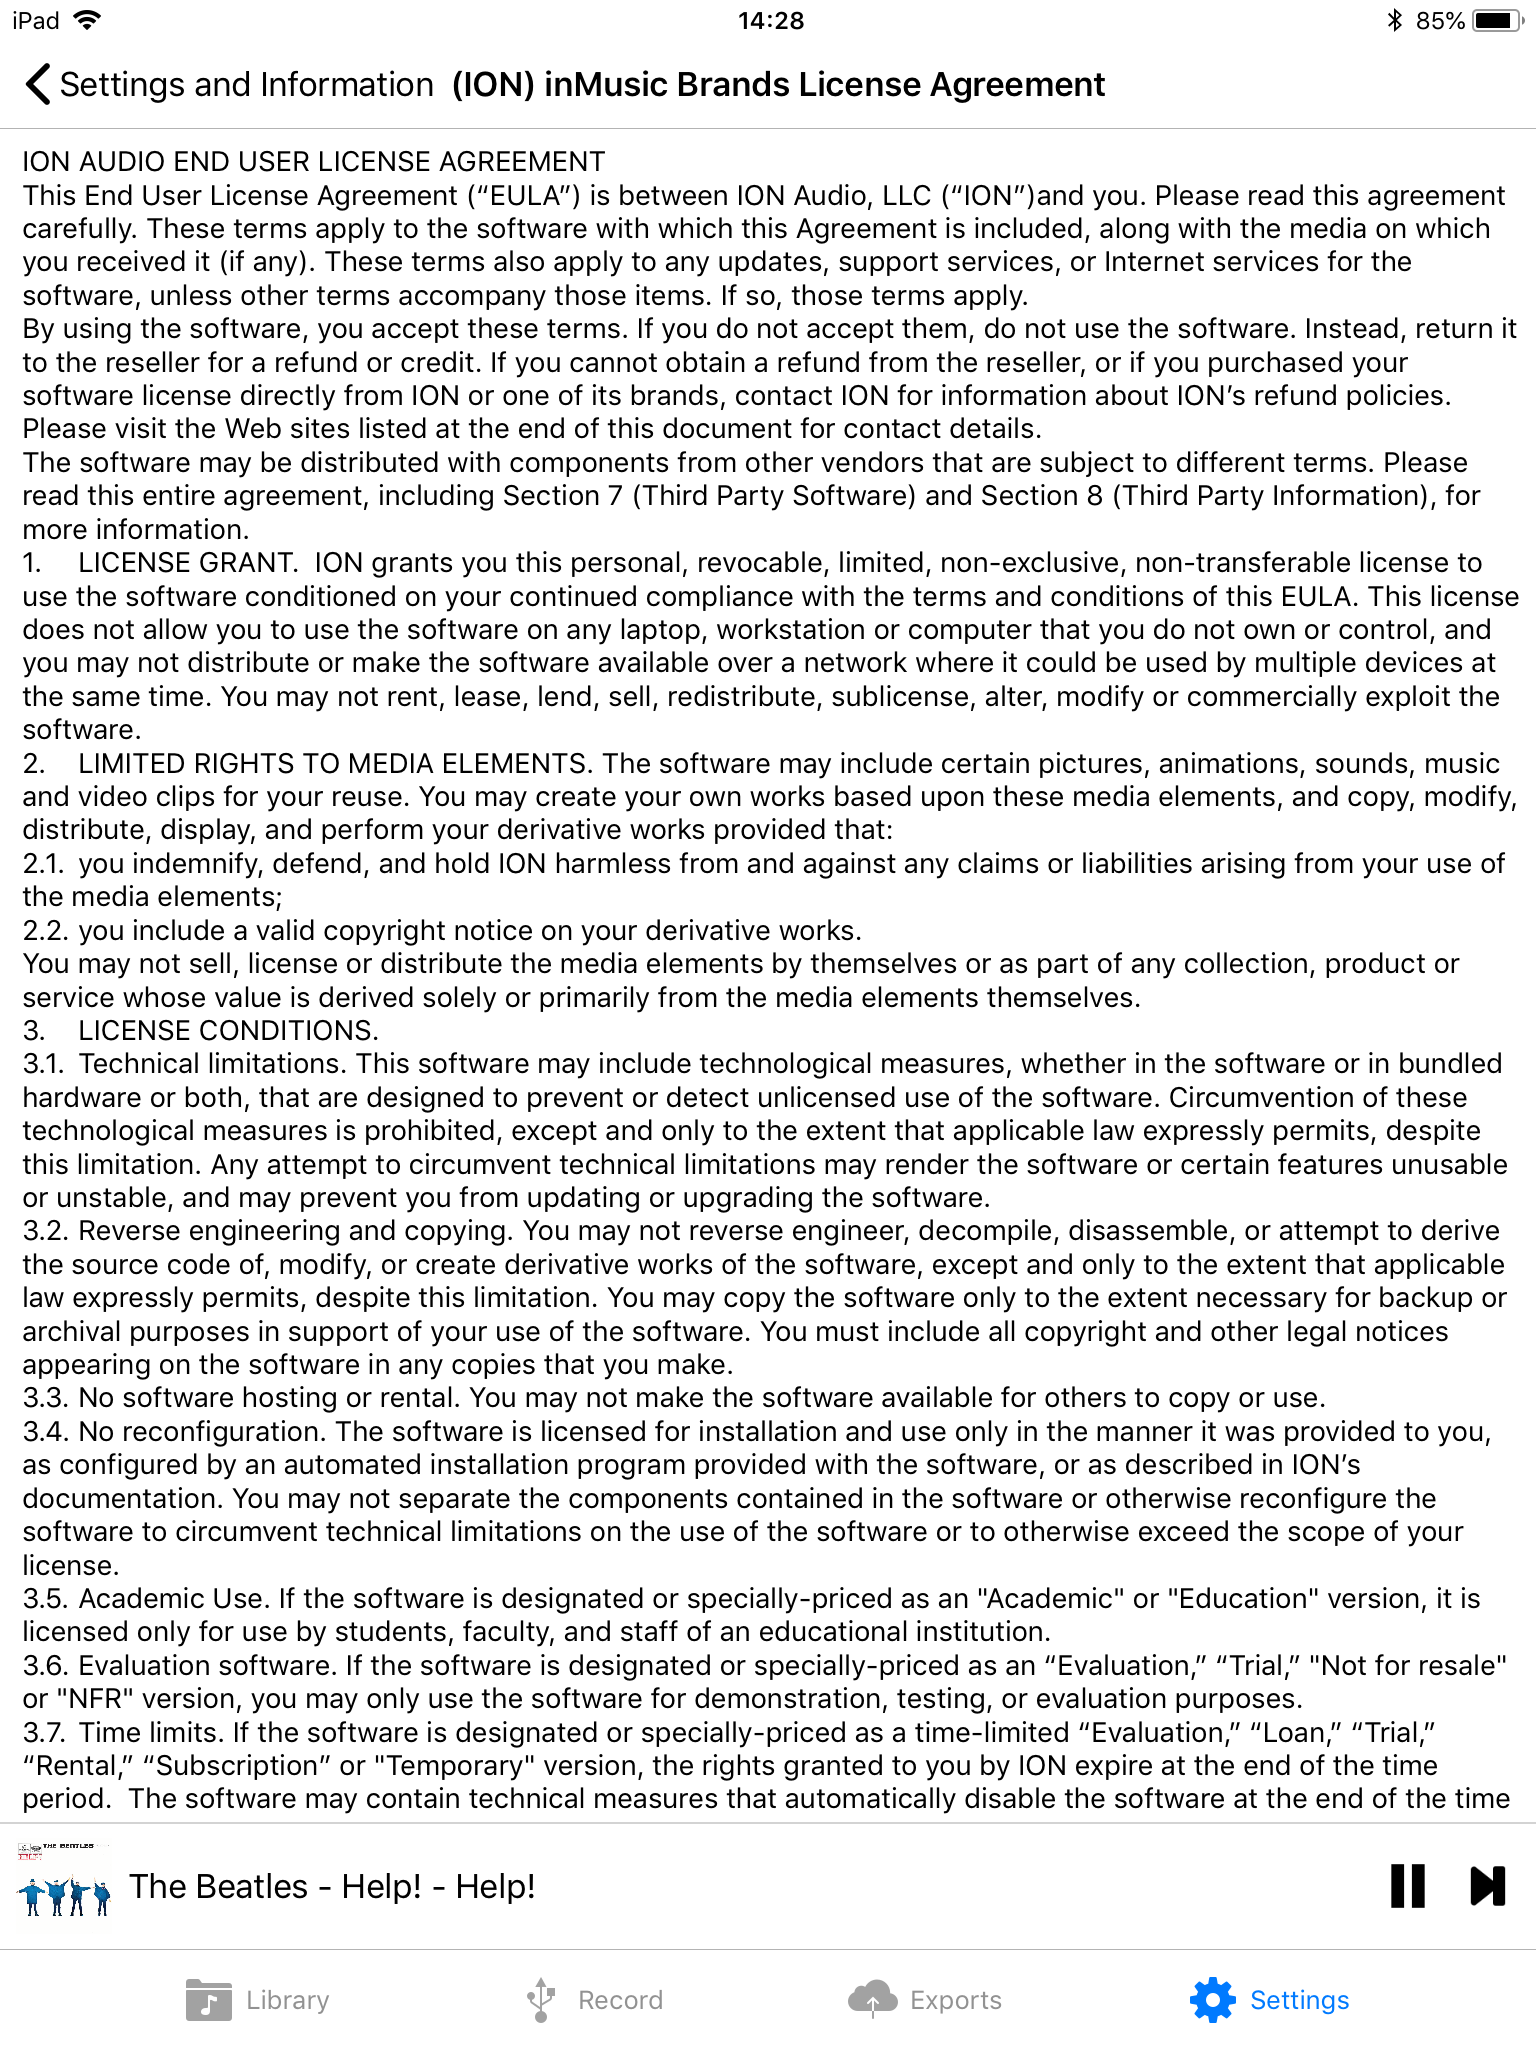 iPad 14:28 85%
Settings and Information (ION) inMusic Brands License Agreement
ION AUDIO END USER LICENSE AGREEMENT
This End User License Agreement (“EULA”) is between ION Audio, LLC (“ION”)and you. Please read this agreement
carefully. These terms apply to the software with which this Agreement is included, along with the media on which
you received it (if any). These terms also apply to any updates, support services, or Internet services for the
software, unless other terms accompany those items. If so, those terms apply.
By using the software, you accept these terms. If you do not accept them, do not use the software. Instead, return it
to the reseller for a refund or credit. If you cannot obtain a refund from the reseller, or if you purchased your
software license directly from ION or one of its brands, contact ION for information about ION’s refund policies.
Please visit the Web sites listed at the end of this document for contact details.
The software may be distributed with components from other vendors that are subject to different terms. Please
read this entire agreement, including Section 7 (Third Party Software) and Section 8 (Third Party Information), for
more information.
1. LICENSE GRANT. ION grants you this personal, revocable, limited, non-exclusive, non-transferable license to
use the software conditioned on your continued compliance with the terms and conditions of this EULA. This license
does not allow you to use the software on any laptop, workstation or computer that you do not own or control, and
you may not distribute or make the software available over a network where it could be used by multiple devices at
the same time. You may not rent, lease, lend, sell, redistribute, sublicense, alter, modify or commercially exploit the
software.
2. LIMITED RIGHTS TO MEDIA ELEMENTS. The software may include certain pictures, animations, sounds, music
and video clips for your reuse. You may create your own works based upon these media elements, and copy, modify,
distribute, display, and perform your derivative works provided that:
2.1. you indemnify, defend, and hold ION harmless from and against any claims or liabilities arising from your use of
the media elements;
2.2. you include a valid copyright notice on your derivative works.
You may not sell, license or distribute the media elements by themselves or as part of any collection, product or
service whose value is derived solely or primarily from the media elements themselves.
3. LICENSE CONDITIONS.
3.1. Technical limitations. This software may include technological measures, whether in the software or in bundled
hardware or both, that are designed to prevent or detect unlicensed use of the software. Circumvention of these
technological measures is prohibited, except and only to the extent that applicable law expressly permits, despite
this limitation. Any attempt to circumvent technical limitations may render the software or certain features unusable
or unstable, and may prevent you from updating or upgrading the software.
3.2. Reverse engineering and copying. You may not reverse engineer, decompile, disassemble, or attempt to derive
the source code of, modify, or create derivative works of the software, except and only to the extent that applicable
law expressly permits, despite this limitation. You may copy the software only to the extent necessary for backup or
archival purposes in support of your use of the software. You must include all copyright and other legal notices
appearing on the software in any copies that you make.
3.3. No software hosting or rental. You may not make the software available for others to copy or use.
3.4. No reconfiguration. The software is licensed for installation and use only in the manner it was provided to you,
as configured by an automated installation program provided with the software, or as described in ION’s
documentation. You may not separate the components contained in the software or otherwise reconfigure the
software to circumvent technical limitations on the use of the software or to otherwise exceed the scope of your
license.
3.5. Academic Use. If the software is designated or specially-priced as an "Academic" or "Education" version, it is
licensed only for use by students, faculty, and staff of an educational institution.
3.6. Evaluation software. If the software is designated or specially-priced as an “Evaluation,” “Trial,” "Not for resale"
or "NFR" version, you may only use the software for demonstration, testing, or evaluation purposes.
3.7. Time limits. If the software is designated or specially-priced as a time-limited “Evaluation,” “Loan,” “Trial,”
“Rental,” “Subscription” or "Temporary" version, the rights granted to you by ION expire at the end of the time
period. The software may contain technical measures that automatically disable the software at the end of the time
THE BEATLES
The Beatles - Help! - Help!
Library Record Exports Settings